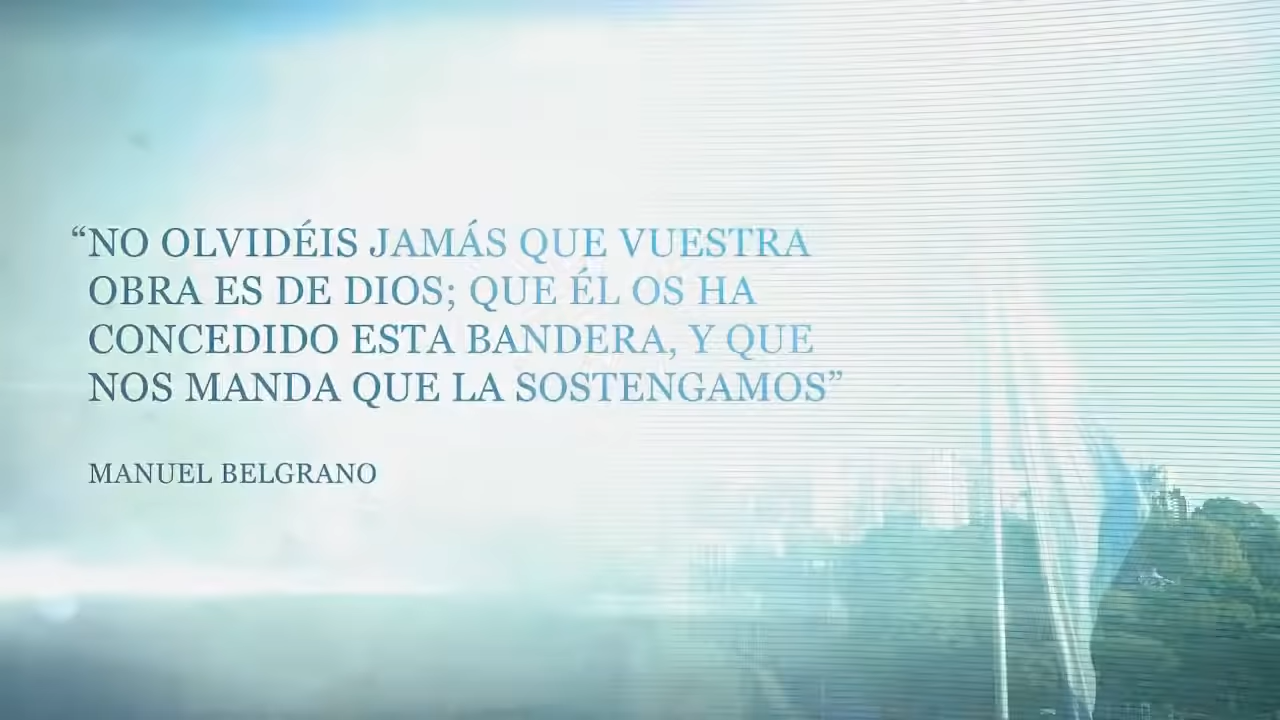 “NO OLVIDÉIS JAMÁS QUE VUESTRA
OBRA ES DE DIOS; QUE ÉL OS HA
CONCEDIDO ESTA BANDERA, Y QUE
NOS MANDA QUE LA SOSTENGAMOS”
MANUEL BELGRANO